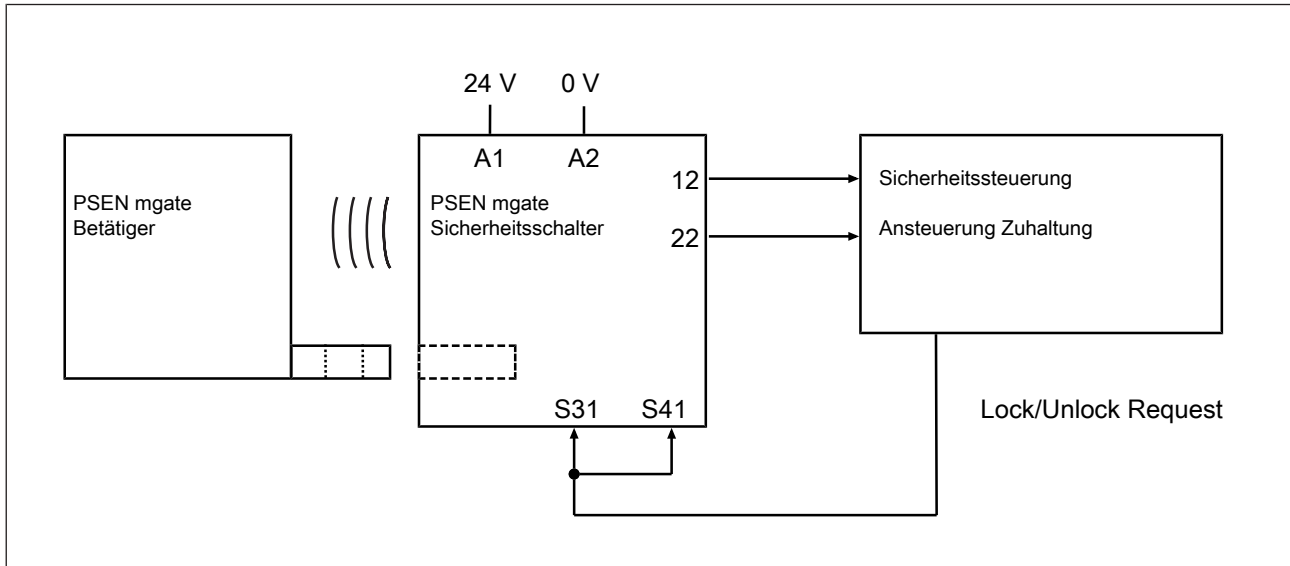 24 V
0 V
A1
A2
12
22
PSEN mgate
Betätiger
PSEN mgate
Sicherheitsschalter
Sicherheitssteuerung
Ansteuerung Zuhaltung
S31
S41
Lock/Unlock Request